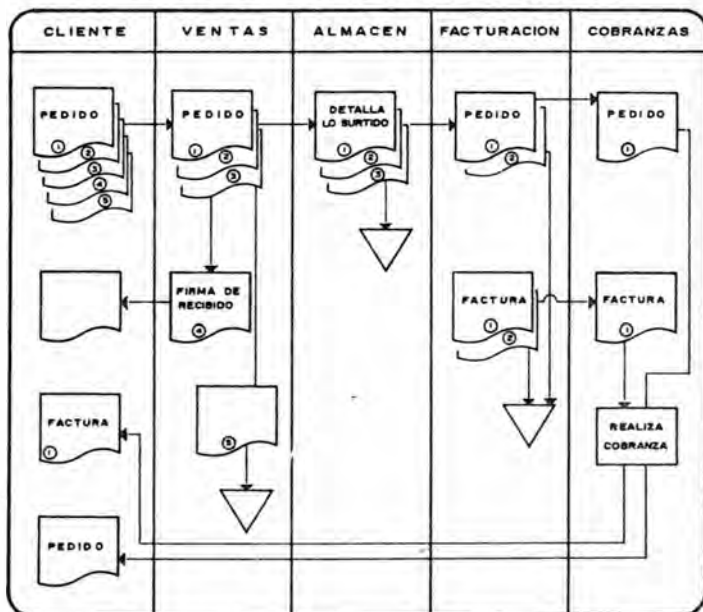 CLIENTE
VENTAS
ALMACEN
FACTURACION
COBRANZAS
PEDIDO
1
2
3
4
5
PEDIDO
1
2
3
DETALLA
LO SURTIDO
1
2
3
PEDIDO
1
2
PEDIDO
1
FIRMA DE
RECIBIDO
4
FACTURA
1
2
FACTURA
1
FACTURA
1
5
REALIZA
COBRANZA
PEDIDO